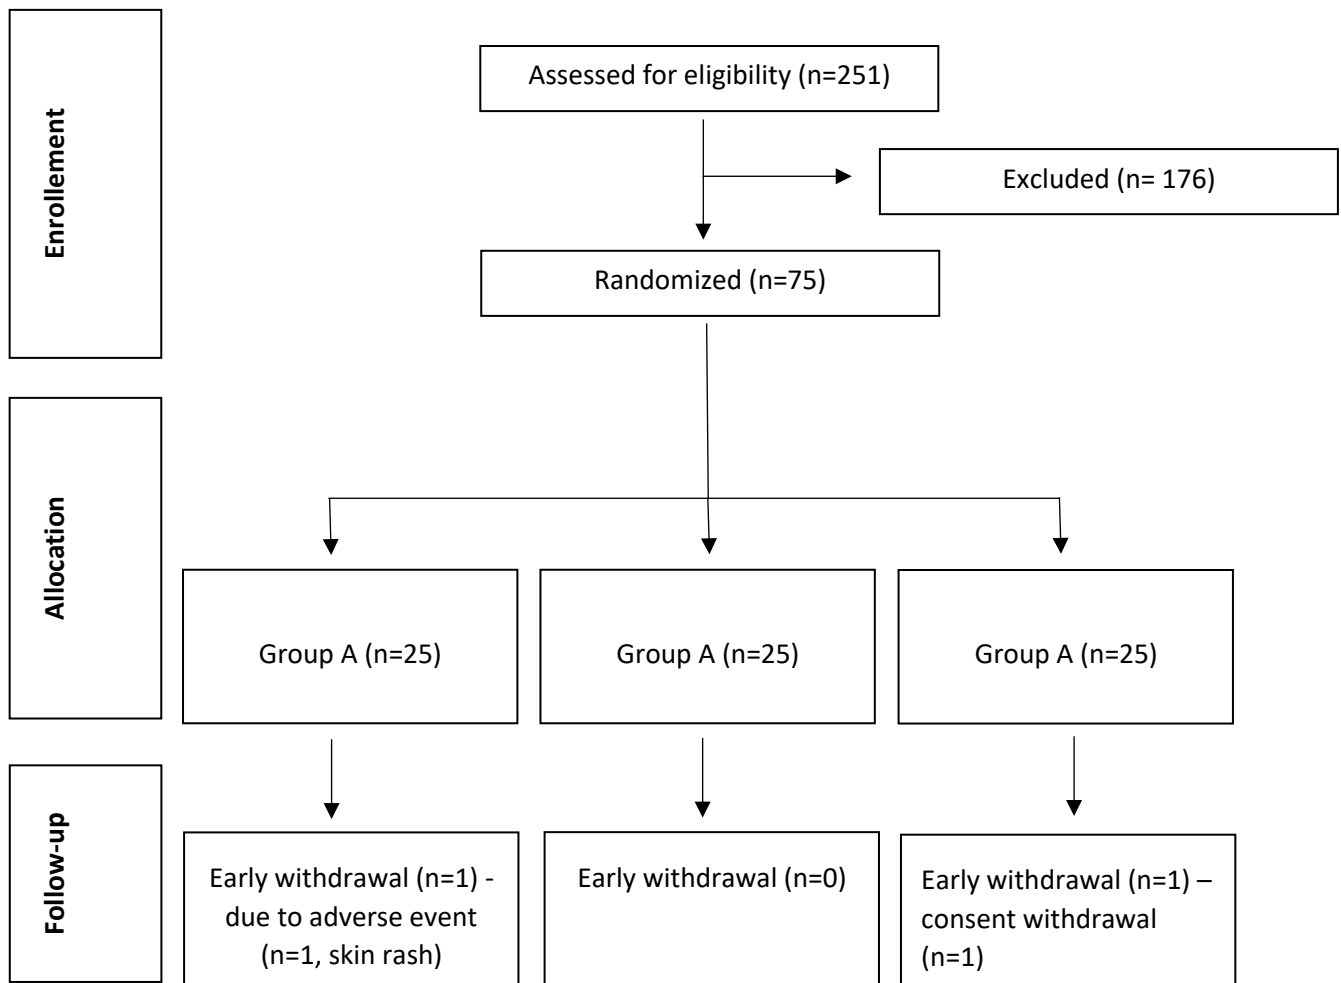 Enrollement
Assessed for eligibility (n=251)
Excluded (n= 176)
Randomized (n=75)
Allocation
Group A (n=25)
Group A (n=25)
Group A (n=25)
Follow-up
Early withdrawal (n=1) -
due to adverse event
(n=1, skin rash)
Early withdrawal (n=0)
Early withdrawal (n=1) –
consent withdrawal
(n=1)